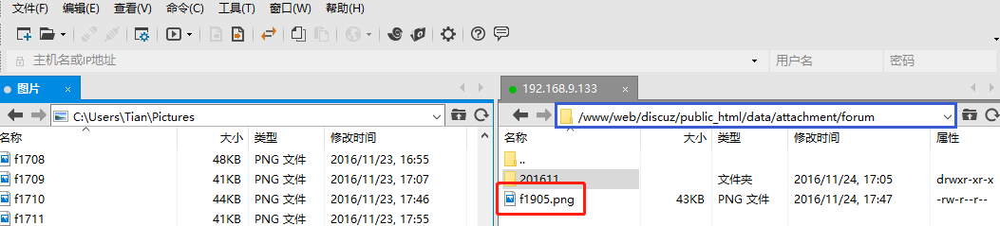 文件(F) 编辑(E) 查看(V) 命令(C) 工具(T) 窗口(W) 帮助(H)
主机名或IP地址 用户名 密码
图片 × 192.168.9.133 ×
C:\Users\Tian\Pictures /www/web/discuz/public_html/data/attachment/forum
名称 大小 类型 修改时间 名称 大小 类型 修改时间 属性
f1708 48KB PNG 文件 2016/11/23, 16:55 ..
f1709 41KB PNG 文件 2016/11/23, 17:07 201611 文件夹 2016/11/24, 17:05 drwxr-xr-x
f1710 44KB PNG 文件 2016/11/23, 17:46 f1905.png 43KB PNG 文件 2016/11/24, 17:47 -rw-r--r--
f1711 41KB PNG 文件 2016/11/23, 17:55